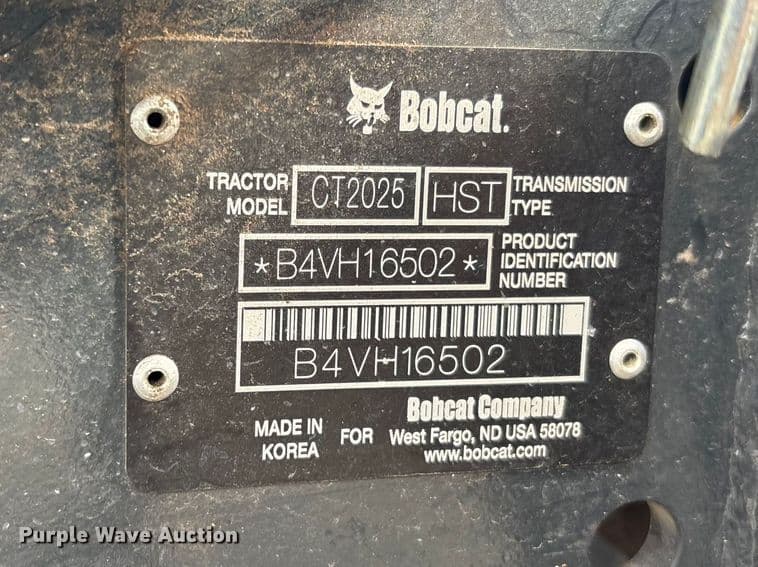 Bobcat.
TRACTOR MODEL CT2025 HST TRANSMISSION TYPE
*B4VH16502* PRODUCT IDENTIFICATION NUMBER
B4VH16502
MADE IN KOREA FOR Bobcat Company
West Fargo, ND USA 58078
www.bobcat.com
Purple Wave Auction